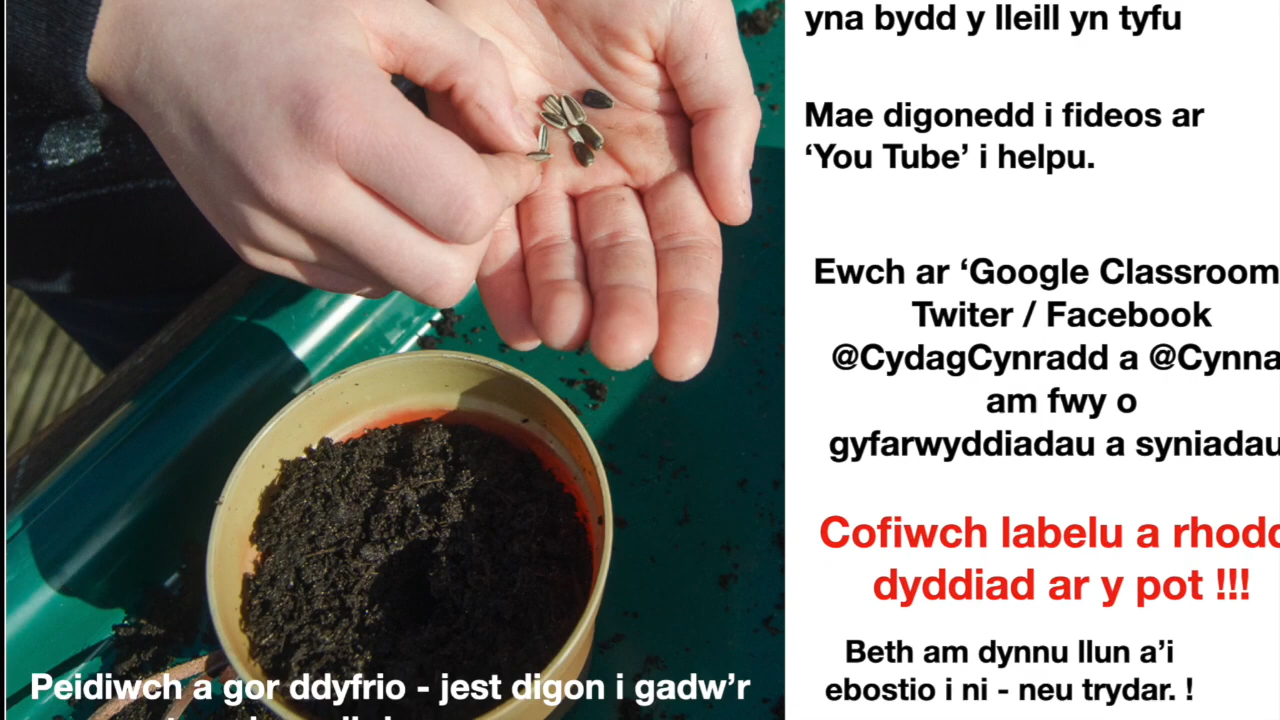 yna bydd y lleill yn tyfu
Mae digonedd i fideos ar
‘You Tube’ i helpu.
Ewch ar ‘Google Classroom
Twiter / Facebook
@CydagCynradd a @Cynna
am fwy o
gyfarwyddiadau a syniadau
Cofiwch labelu a rhodd
dyddiad ar y pot !!!
Beth am dynnu llun a’i
ebostio i ni - neu trydar. !
Peidiwch a gor ddyfrio - jest digon i gadw’r